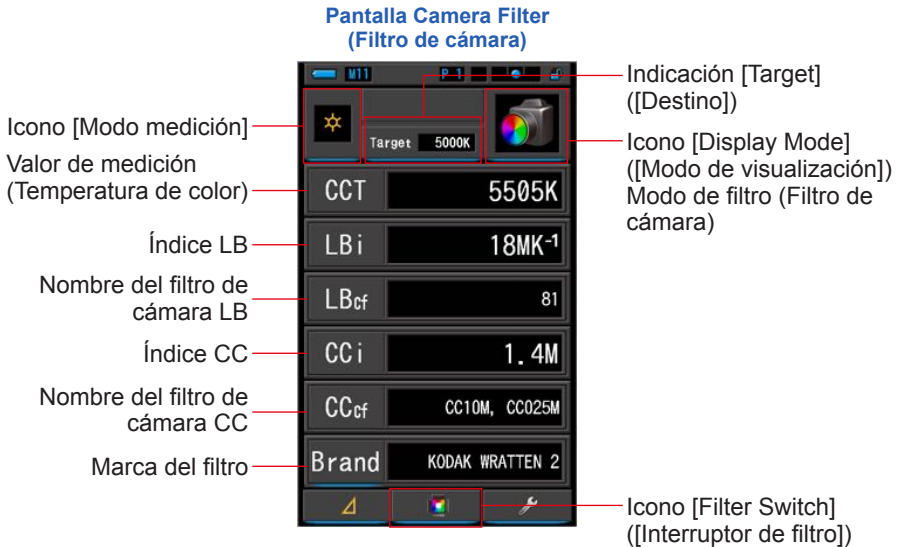 Pantalla Camera Filter
(Filtro de cámara)
M11
P 1
Indicación [Target]
([Destino])
Icono [Modo medición]
Target 5000K
Icono [Display Mode]
([Modo de visualización])
Modo de filtro (Filtro de
cámara)
Valor de medición
(Temperatura de color)
CCT 5505K
Índice LB
LBi 18MK⁻¹
Nombre del filtro de
cámara LB
LBcf 81
Índice CC
CCi 1.4M
Nombre del filtro de
cámara CC
CCcf CC10M, CC025M
Marca del filtro
Brand KODAK WRATTEN 2
Icono [Filter Switch]
([Interruptor de filtro])